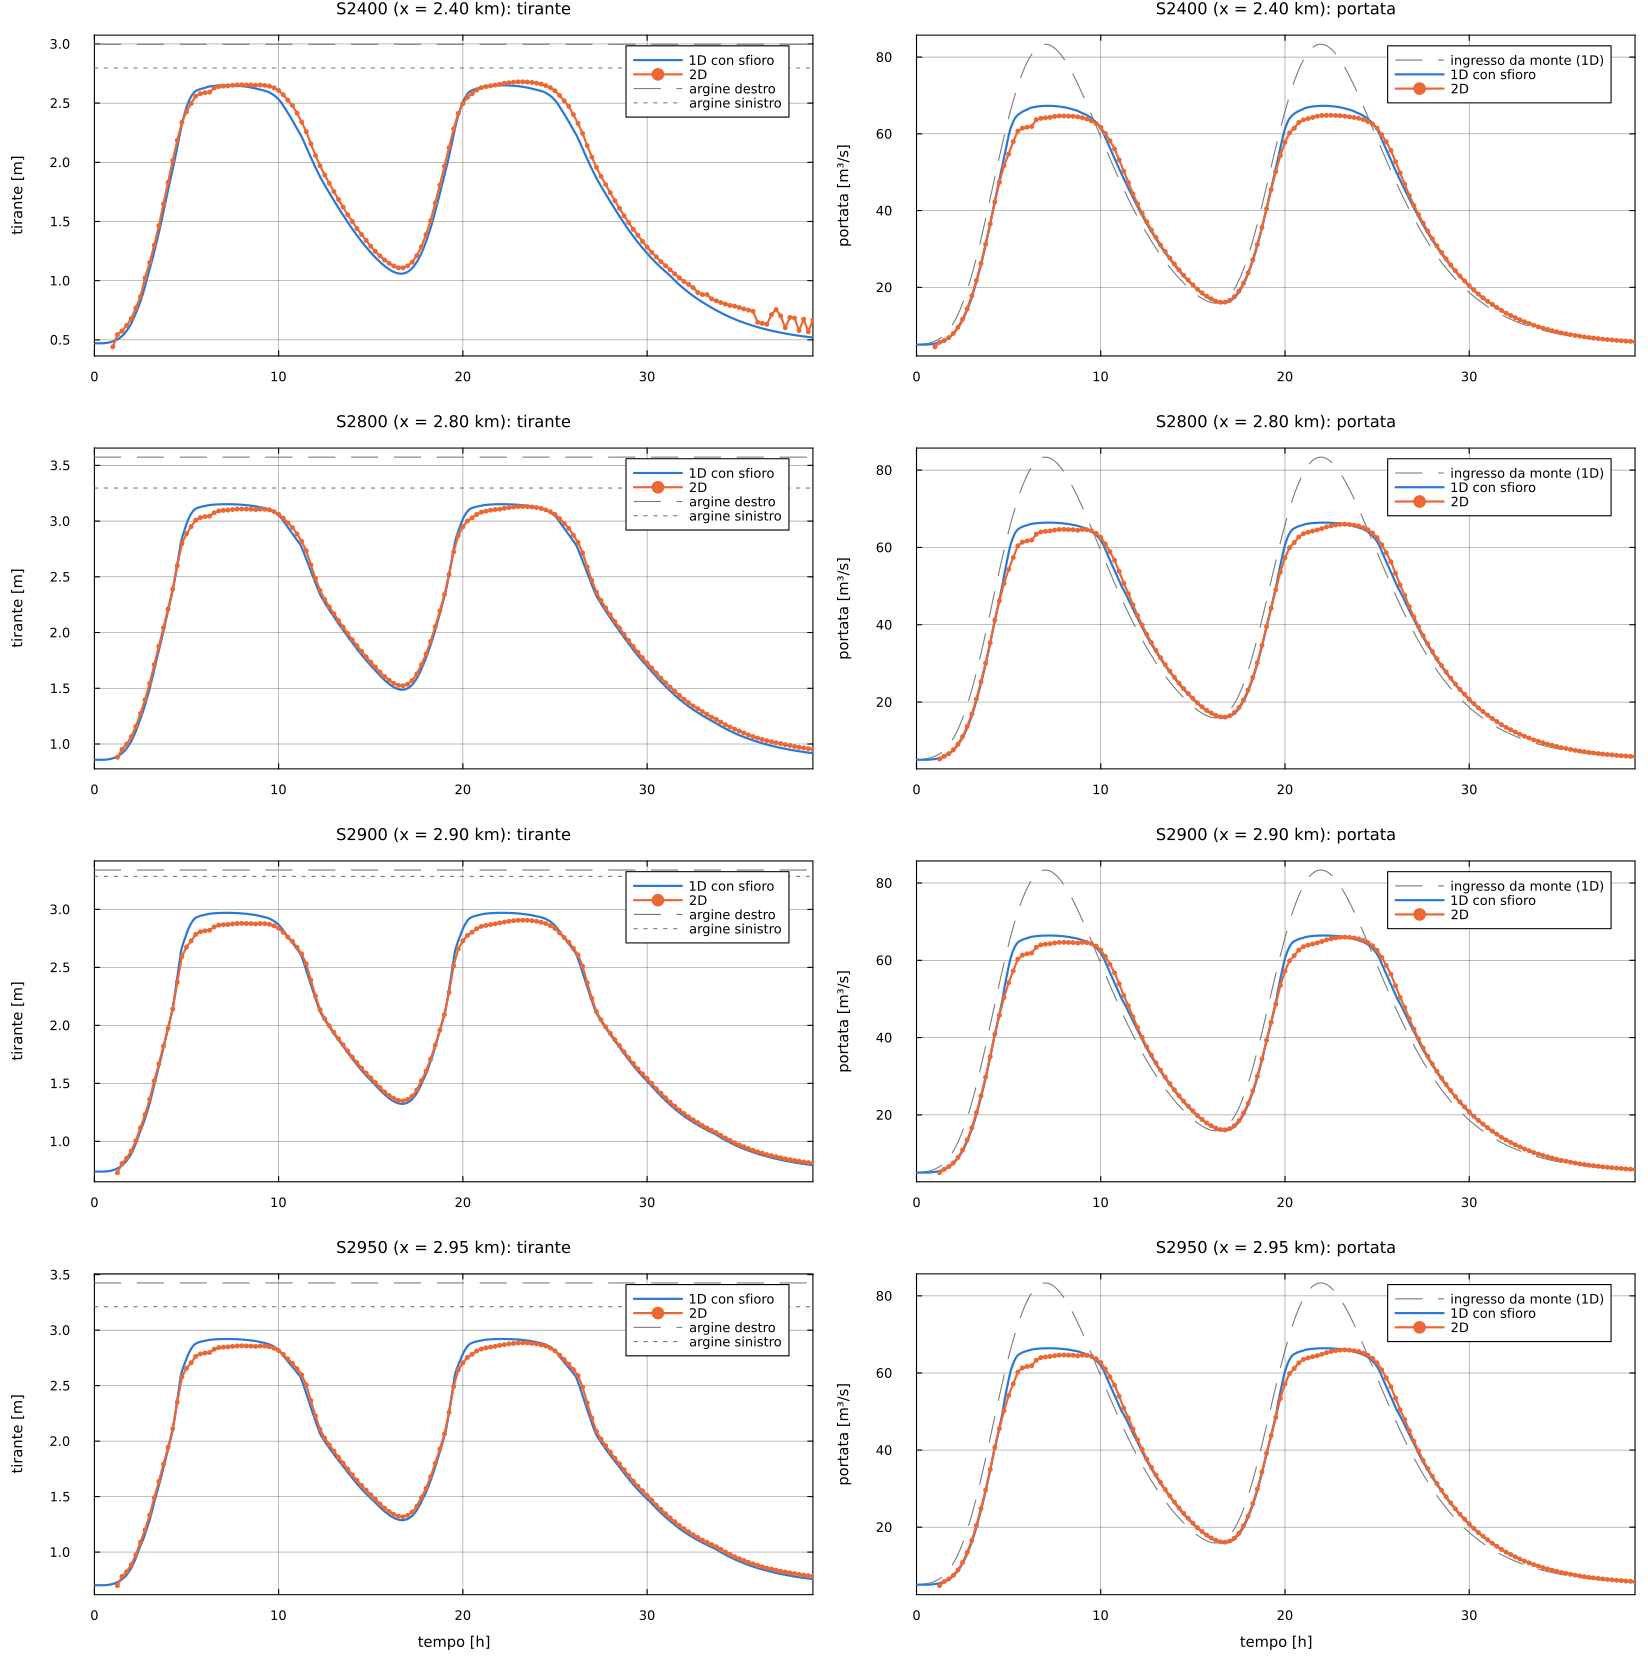 S2400 (x = 2.40 km): tirante
tirante [m]
3.0
2.5
2.0
1.5
1.0
0.5
0
10
20
30
1D con sfioro
2D
argine destro
argine sinistro
S2400 (x = 2.40 km): portata
portata [m³/s]
80
60
40
20
0
10
20
30
ingresso da monte (1D)
1D con sfioro
2D
S2800 (x = 2.80 km): tirante
tirante [m]
3.5
3.0
2.5
2.0
1.5
1.0
0
10
20
30
1D con sfioro
2D
argine destro
argine sinistro
S2800 (x = 2.80 km): portata
portata [m³/s]
80
60
40
20
0
10
20
30
ingresso da monte (1D)
1D con sfioro
2D
S2900 (x = 2.90 km): tirante
tirante [m]
3.0
2.5
2.0
1.5
1.0
0
10
20
30
1D con sfioro
2D
argine destro
argine sinistro
S2900 (x = 2.90 km): portata
portata [m³/s]
80
60
40
20
0
10
20
30
ingresso da monte (1D)
1D con sfioro
2D
S2950 (x = 2.95 km): tirante
tirante [m]
3.5
3.0
2.5
2.0
1.5
1.0
0
10
20
30
tempo [h]
1D con sfioro
2D
argine destro
argine sinistro
S2950 (x = 2.95 km): portata
portata [m³/s]
80
60
40
20
0
10
20
30
tempo [h]
ingresso da monte (1D)
1D con sfioro
2D